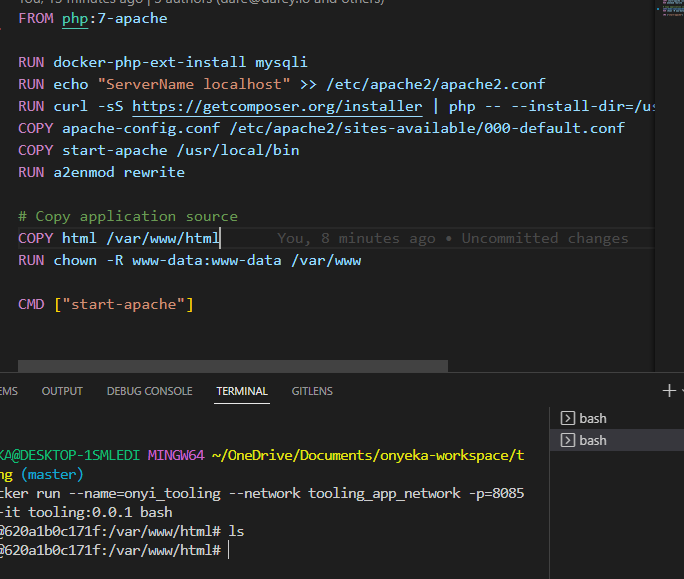 You, 15 minutes ago | 5 authors (dare@darey.io and others)
FROM php:7-apache
RUN docker-php-ext-install mysqli
RUN echo "ServerName localhost" >> /etc/apache2/apache2.conf
RUN curl -sS https://getcomposer.org/installer | php -- --install-dir=/us
COPY apache-config.conf /etc/apache2/sites-available/000-default.conf
COPY start-apache /usr/local/bin
RUN a2enmod rewrite
# Copy application source
COPY html /var/www/html You, 8 minutes ago • Uncommitted changes
RUN chown -R www-data:www-data /var/www
CMD ["start-apache"]
EMS OUTPUT DEBUG CONSOLE TERMINAL GITLENS
bash
bash
KA@DESKTOP-1SMLEDI MINGW64 ~/OneDrive/Documents/onyeka-workspace/t
ng (master)
cker run --name=onyi_tooling --network tooling_app_network -p=8085
-it tooling:0.0.1 bash
@620a1b0c171f:/var/www/html# ls
@620a1b0c171f:/var/www/html#